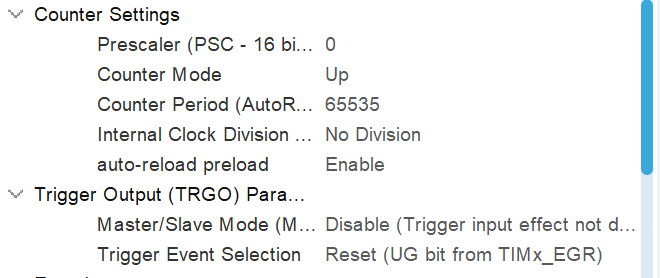 Counter Settings
Prescaler (PSC - 16 bi... 0
Counter Mode Up
Counter Period (AutoR... 65535
Internal Clock Division ... No Division
auto-reload preload Enable
Trigger Output (TRGO) Para...
Master/Slave Mode (M... Disable (Trigger input effect not d...
Trigger Event Selection Reset (UG bit from TIMx_EGR)